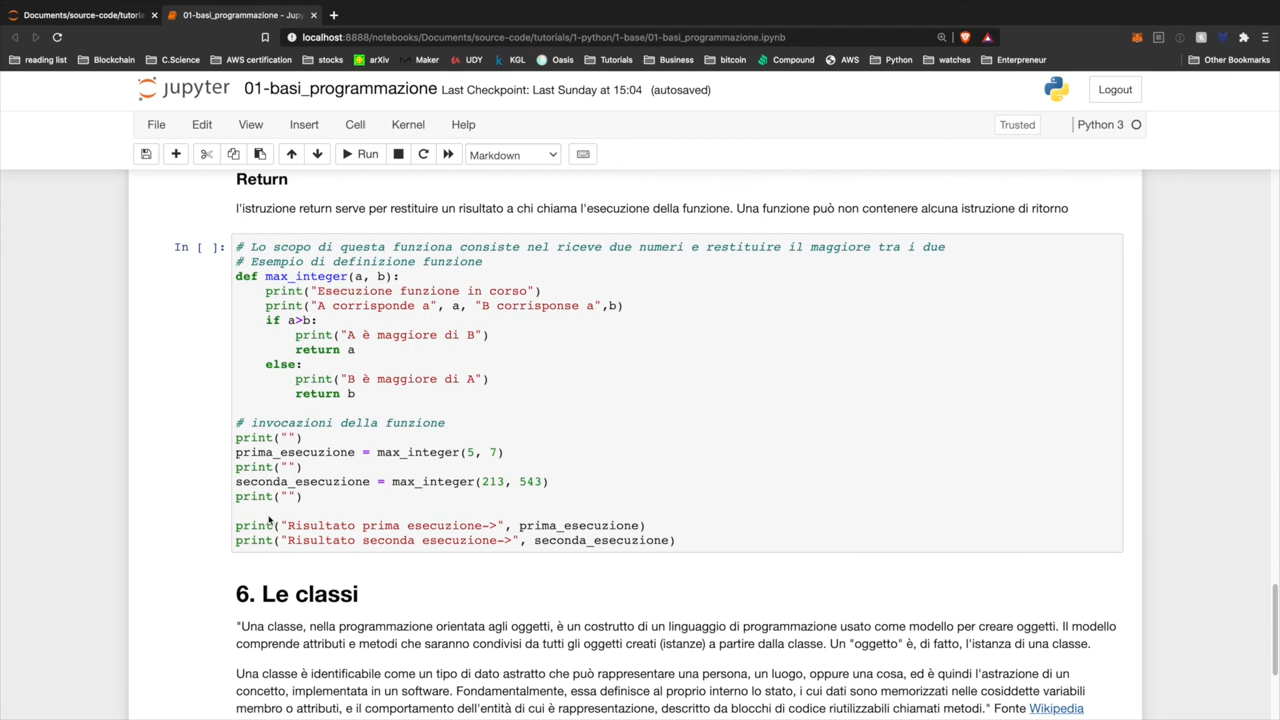 Documents/source-code/tutoria
01-basi_programmazione - Jup
localhost:8888/notebooks/Documents/source-code/tutorials/1-python/1-base/01-basi_programmazione.ipynb
reading list Blockchain C.Science AWS certification stocks arXiv Maker UDY KGL Oasis Tutorials Business bitcoin Compound AWS Python watches Enterpreneur Other Bookmarks
jupyter 01-basi_programmazione Last Checkpoint: Last Sunday at 15:04 (autosaved) Logout
File Edit View Insert Cell Kernel Help Trusted Python 3
Run Markdown
Return
l'istruzione return serve per restituire un risultato a chi chiama l'esecuzione della funzione. Una funzione può non contenere alcuna istruzione di ritorno
In [ ]: # Lo scopo di questa funziona consiste nel riceve due numeri e restituire il maggiore tra i due
# Esempio di definizione funzione
def max_integer(a, b):
print("Esecuzione funzione in corso")
print("A corrisponde a", a, "B corrisponse a",b)
if a>b:
print("A è maggiore di B")
return a
else:
print("B è maggiore di A")
return b
# invocazioni della funzione
print("")
prima_esecuzione = max_integer(5, 7)
print("")
seconda_esecuzione = max_integer(213, 543)
print("")
print("Risultato prima esecuzione->", prima_esecuzione)
print("Risultato seconda esecuzione->", seconda_esecuzione)
6. Le classi
"Una classe, nella programmazione orientata agli oggetti, è un costrutto di un linguaggio di programmazione usato come modello per creare oggetti. Il modello
comprende attributi e metodi che saranno condivisi da tutti gli oggetti creati (istanze) a partire dalla classe. Un "oggetto" è, di fatto, l'istanza di una classe.
Una classe è identificabile come un tipo di dato astratto che può rappresentare una persona, un luogo, oppure una cosa, ed è quindi l'astrazione di un
concetto, implementata in un software. Fondamentalmente, essa definisce al proprio interno lo stato, i cui dati sono memorizzati nelle cosiddette variabili
membro o attributi, e il comportamento dell'entità di cui è rappresentazione, descritto da blocchi di codice riutilizzabili chiamati metodi." Fonte Wikipedia